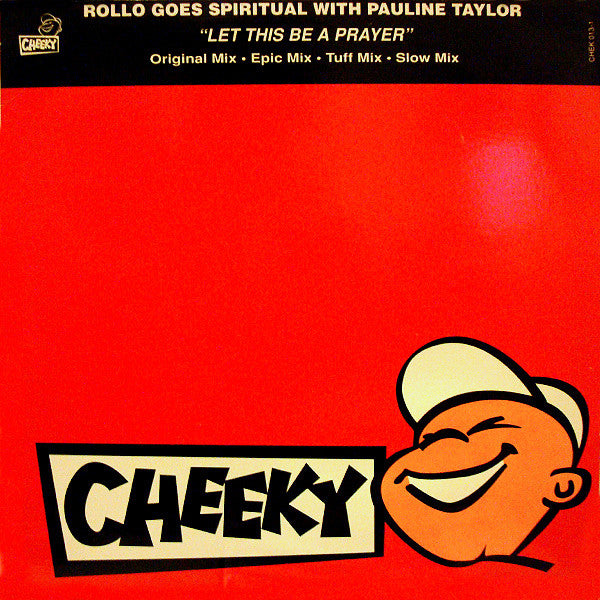 ROLLO GOES SPIRITUAL WITH PAULINE TAYLOR
"LET THIS BE A PRAYER"
Original Mix • Epic Mix • Tuff Mix • Slow Mix
CHEEKY
CHEK 013-1
CHEEKY